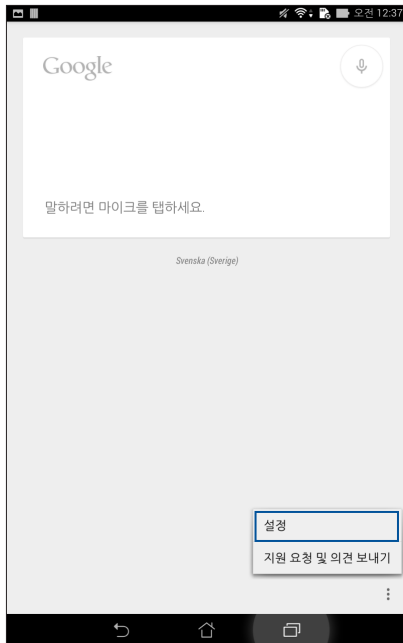 오전 12:37
Google
말하려면 마이크를 탭하세요.
Svenska (Sverige)
설정
지원 요청 및 의견 보내기